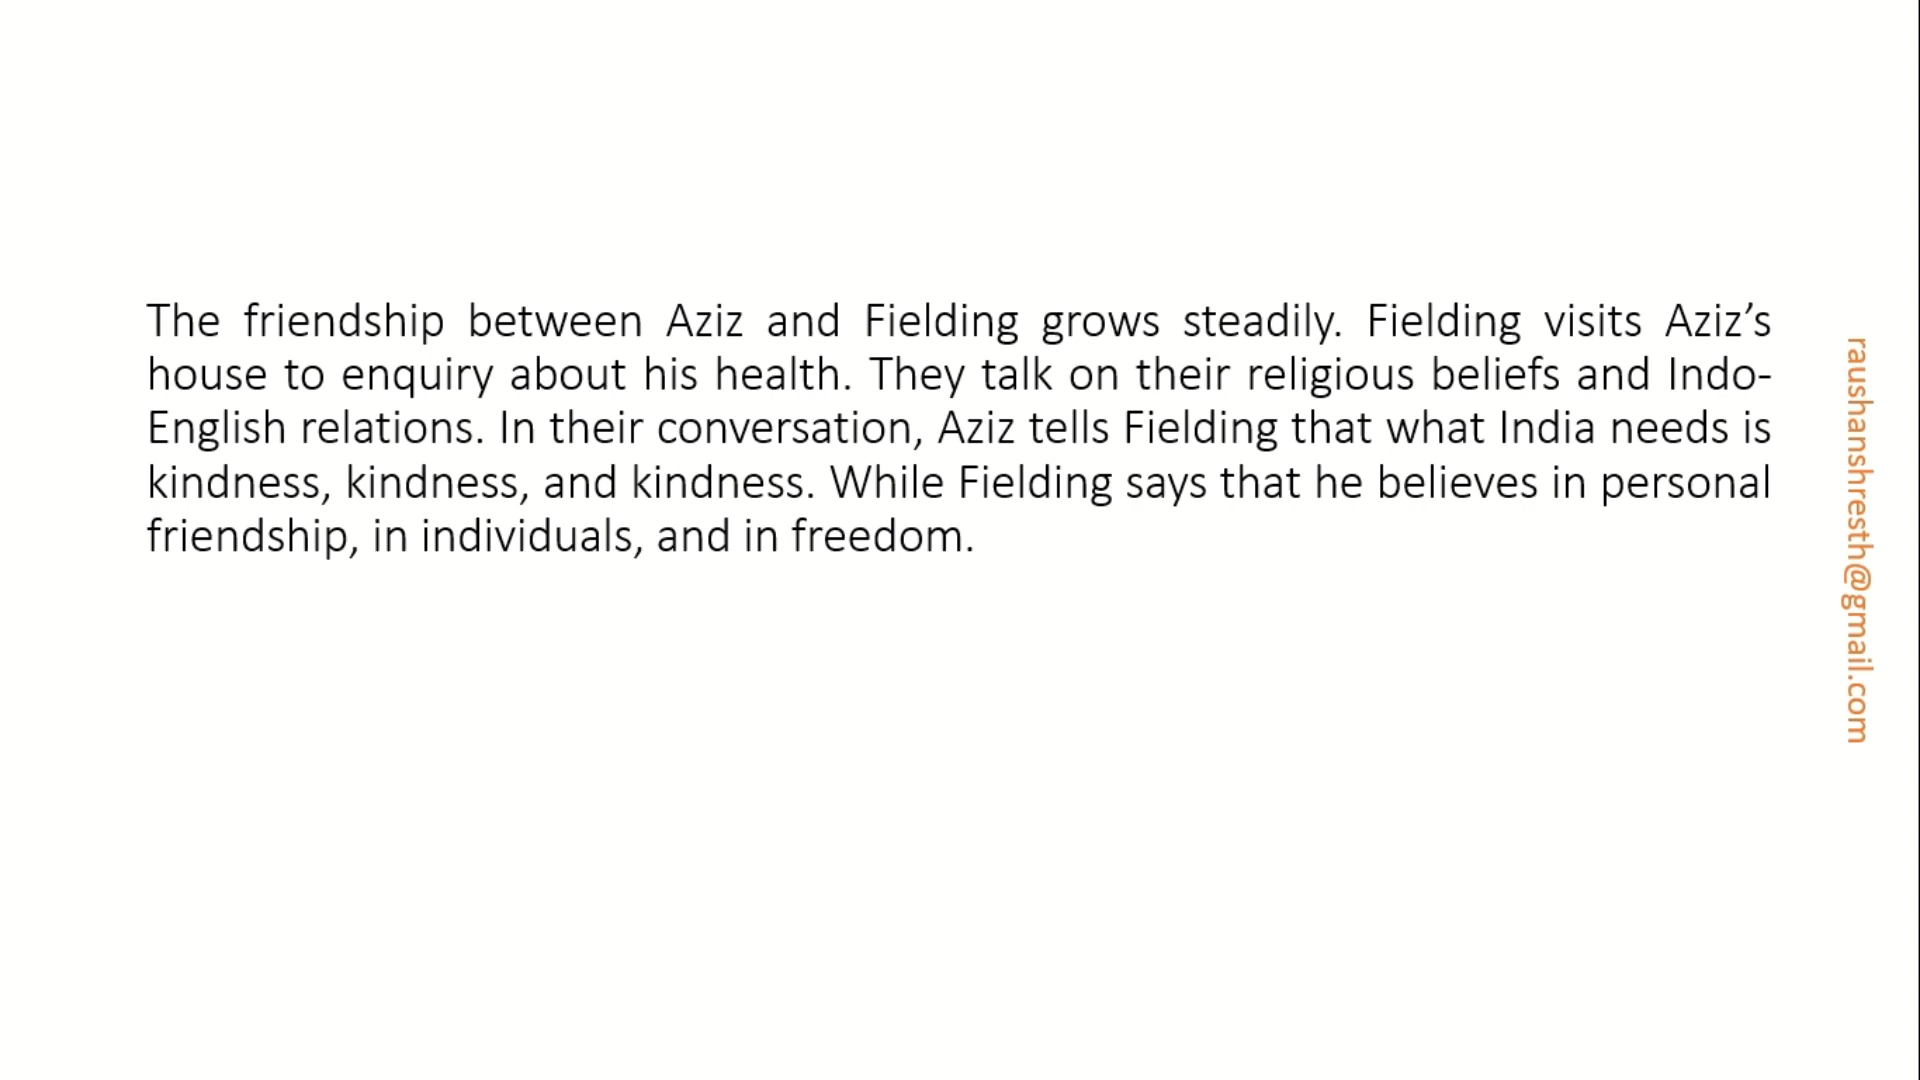 The friendship between Aziz and Fielding grows steadily. Fielding visits Aziz’s
house to enquiry about his health. They talk on their religious beliefs and Indo-
English relations. In their conversation, Aziz tells Fielding that what India needs is
kindness, kindness, and kindness. While Fielding says that he believes in personal
friendship, in individuals, and in freedom.
raushanshresth@gmail.com